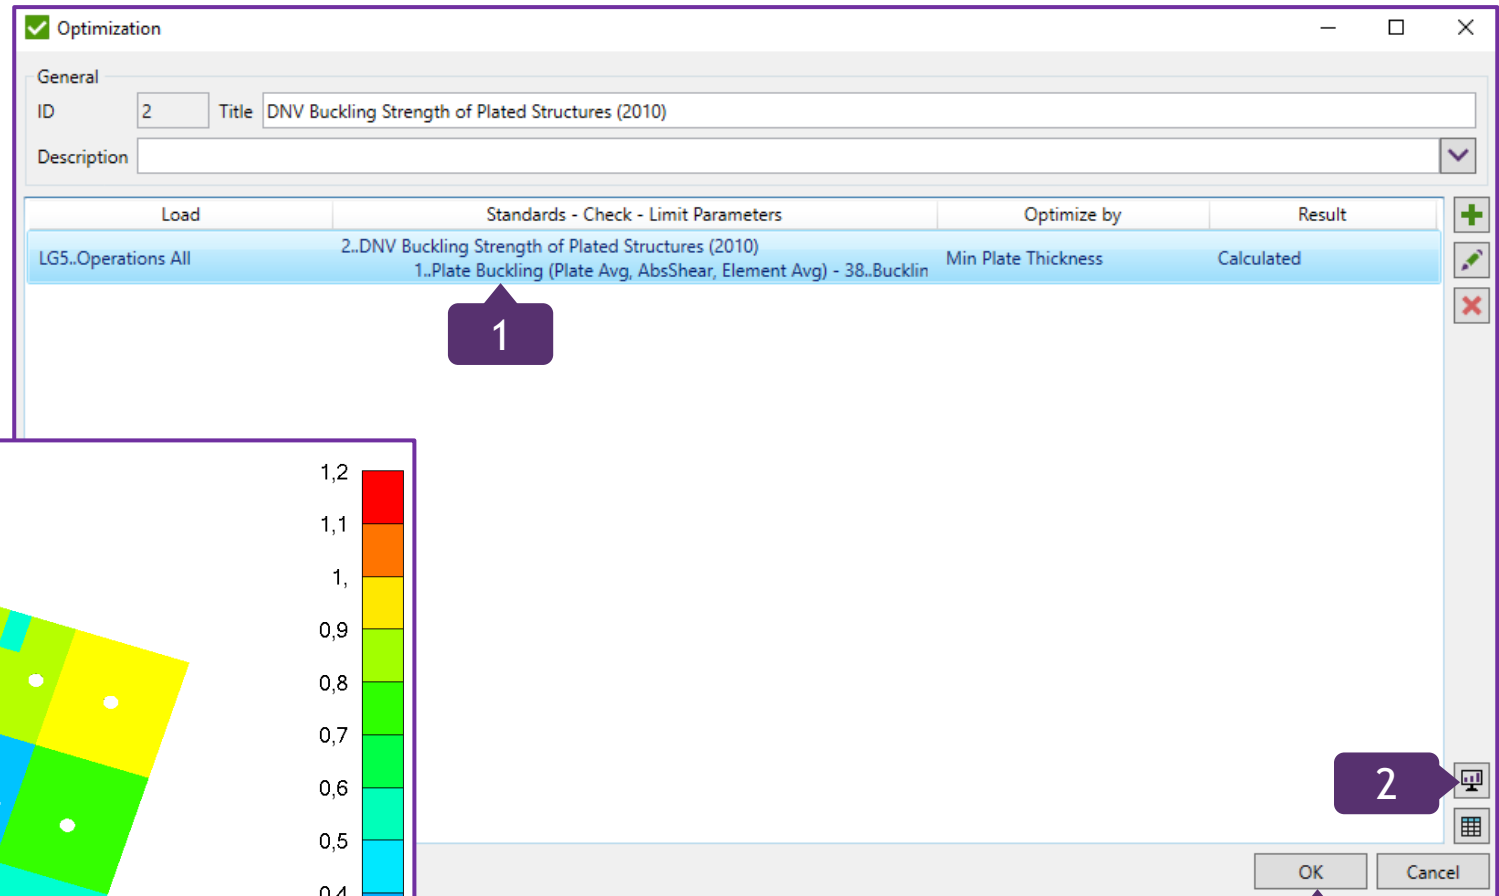 Optimization
General
ID 2 Title DNV Buckling Strength of Plated Structures (2010)
Description
Load Standards - Check - Limit Parameters Optimize by Result
LG5..Operations All 2..DNV Buckling Strength of Plated Structures (2010) Min Plate Thickness Calculated
1..Plate Buckling (Plate Avg, AbsShear, Element Avg) - 38..Bucklin
1
1,2
1,1
1,
0,9
0,8
0,7
0,6
0,5
0,4
2
OK Cancel